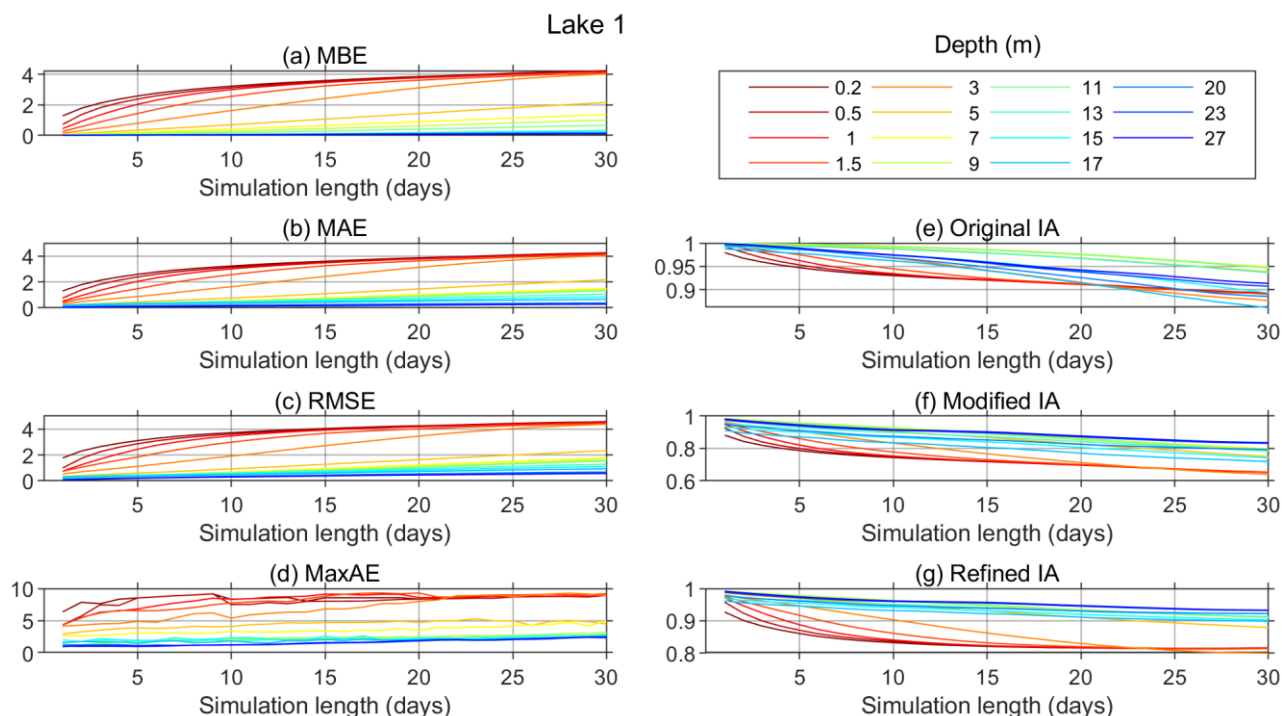 Lake 1
(a) MBE
4
2
0
5 10 15 20 25 30
Simulation length (days)
Depth (m)
0.2 3 11 20
0.5 5 13 23
1 7 15 27
1.5 9 17
(b) MAE
4
2
0
5 10 15 20 25 30
Simulation length (days)
(e) Original IA
1
0.95
0.9
5 10 15 20 25 30
Simulation length (days)
(c) RMSE
4
2
0
5 10 15 20 25 30
Simulation length (days)
(f) Modified IA
1
0.8
0.6
5 10 15 20 25 30
Simulation length (days)
(d) MaxAE
10
5
0
5 10 15 20 25 30
Simulation length (days)
(g) Refined IA
1
0.9
0.8
5 10 15 20 25 30
Simulation length (days)